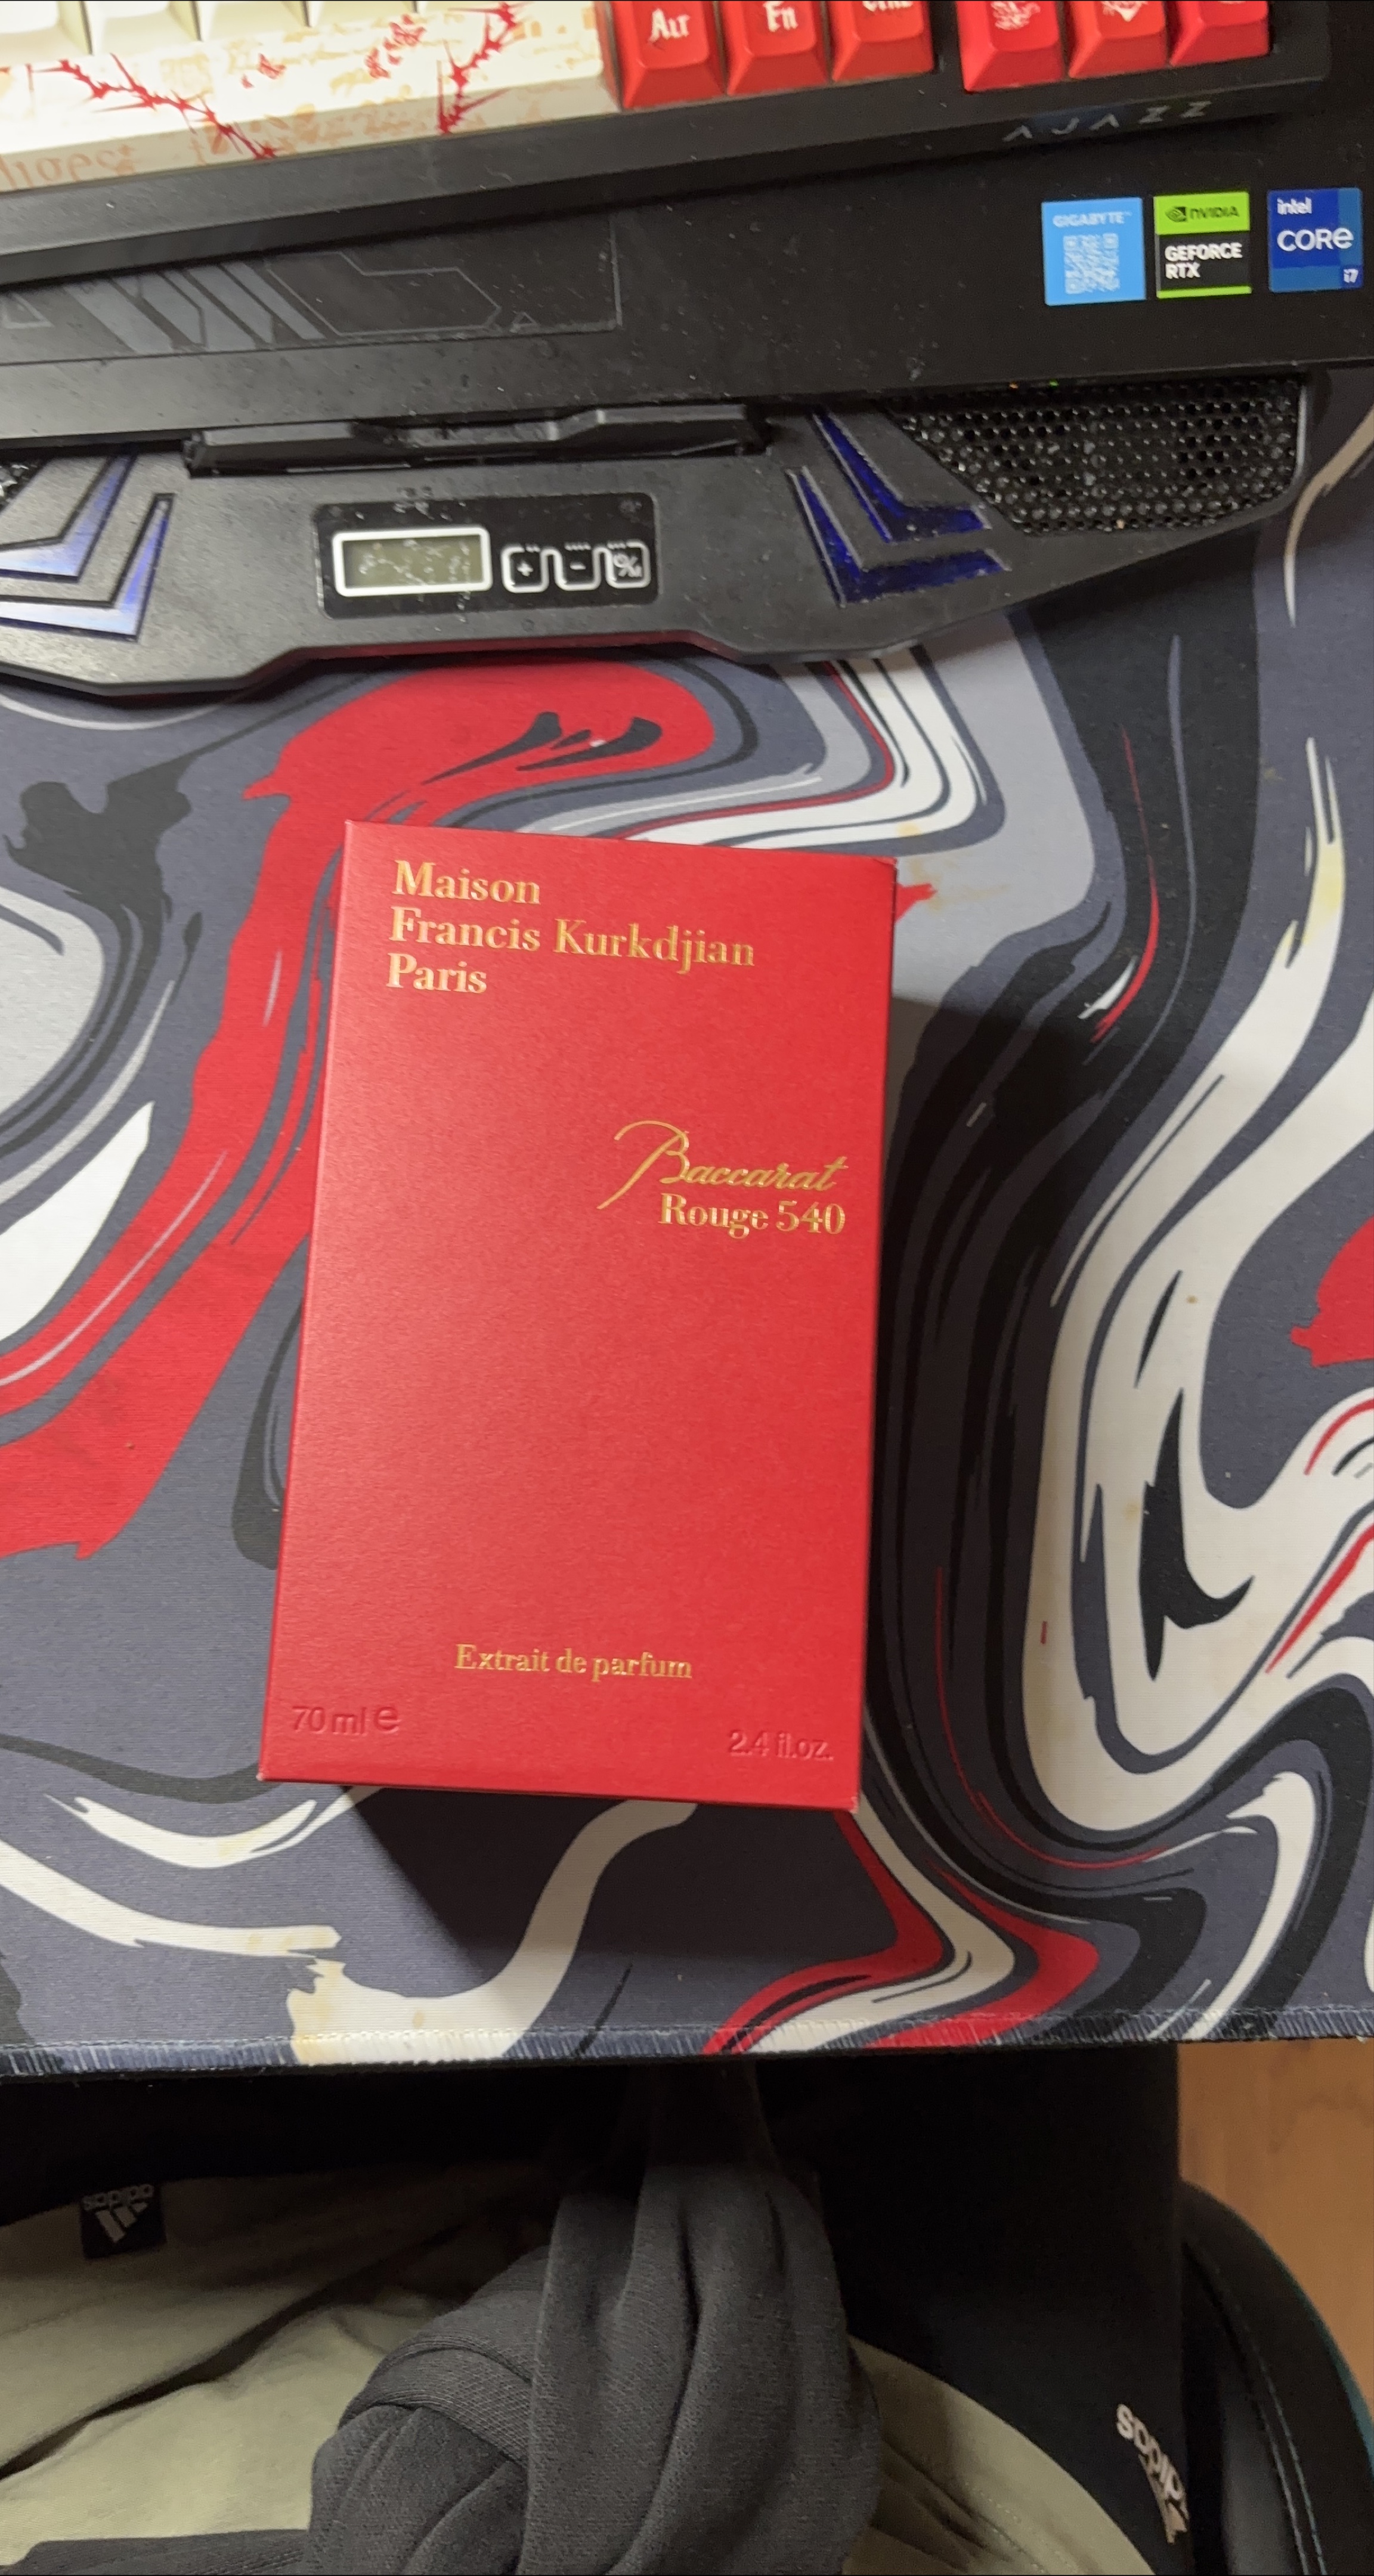 Alt
Fn
AJAZZ
GIGABYTE
NVIDIA
GEFORCE
RTX
intel
CORE
i7
+
-
Maison
Francis Kurkdjian
Paris
Baccarat
Rouge 540
Extrait de parfum
70 ml e
2.4 fl.oz.
adidas
adidas